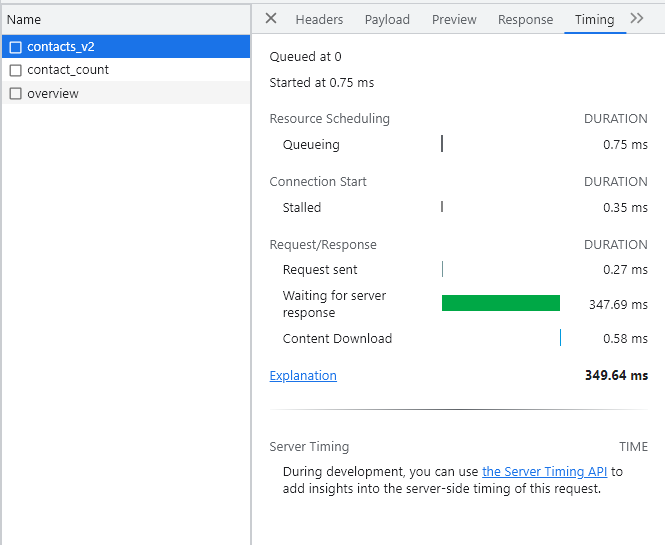 Name
contacts_v2
contact_count
overview
Headers Payload Preview Response Timing
Queued at 0
Started at 0.75 ms
Resource Scheduling DURATION
Queueing 0.75 ms
Connection Start DURATION
Stalled 0.35 ms
Request/Response DURATION
Request sent 0.27 ms
Waiting for server
response 347.69 ms
Content Download 0.58 ms
Explanation 349.64 ms
Server Timing TIME
During development, you can use the Server Timing API to
add insights into the server-side timing of this request.